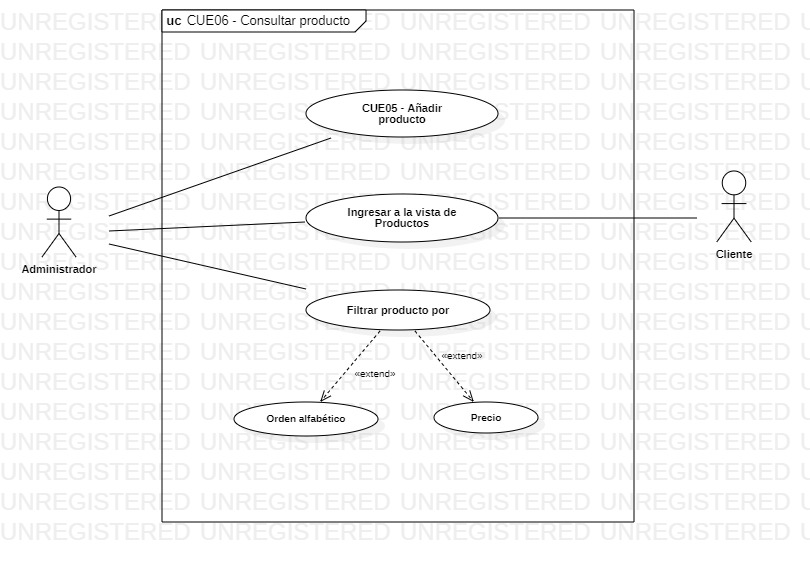 uc CUE06 - Consultar producto
CUE05 - Añadir
producto
Ingresar a la vista de
Productos
Administrador
Cliente
Filtrar producto por
«extend»
«extend»
Orden alfabético
Precio
UNREGISTERED UNREGISTERED UNREGISTERED UNREGISTERED